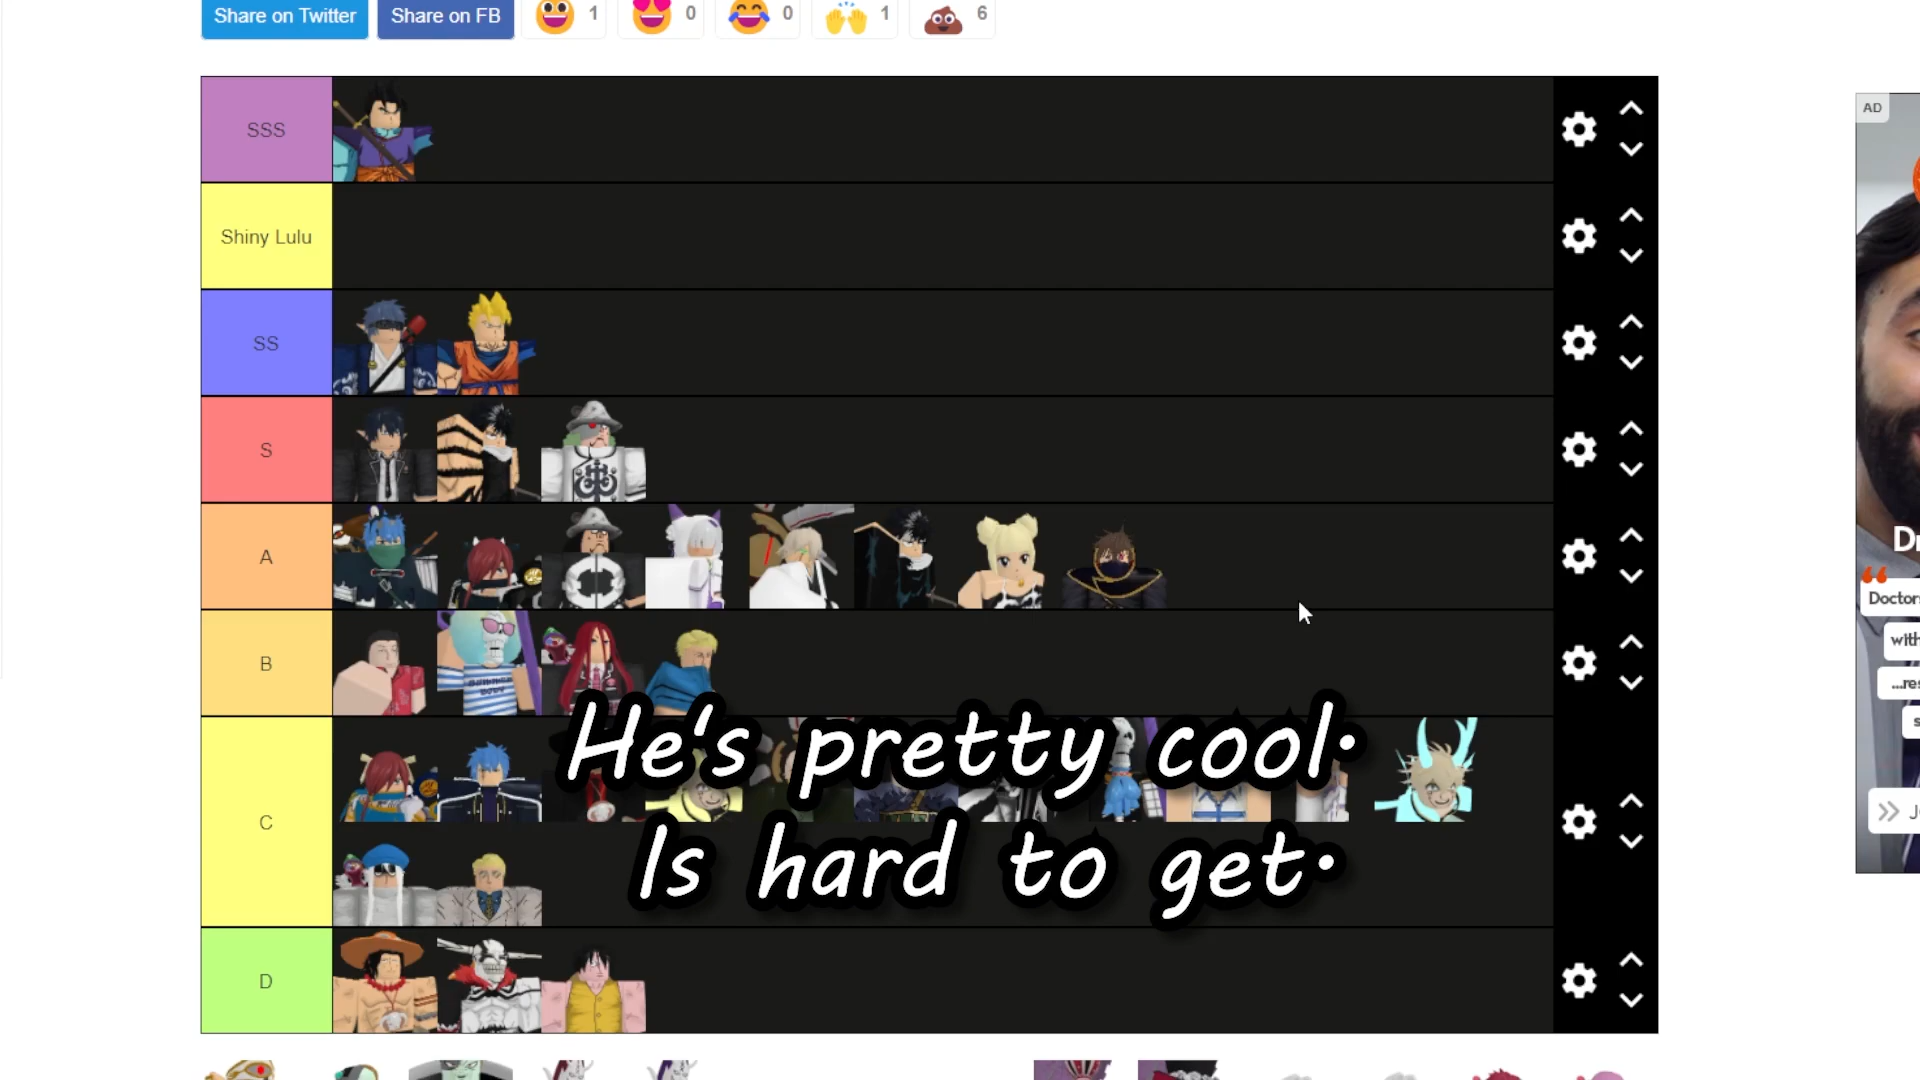 Share on Twitter
Share on FB
1
0
0
1
6
SSS
Shiny Lulu
SS
S
A
B
C
D
He's pretty cool.
Is hard to get.
AD
“
Doctor
with
...res